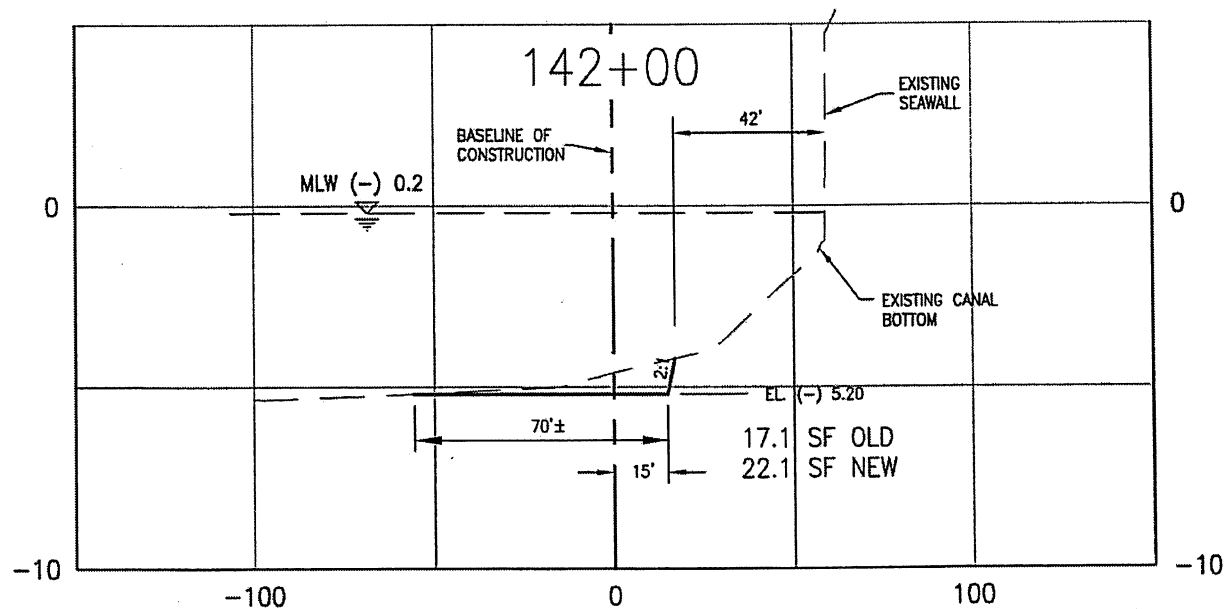 142+00
EXISTING
SEAWALL
42'
BASELINE OF
CONSTRUCTION
MLW (-) 0.2
0
0
EXISTING CANAL
BOTTOM
2:1
EL. (-) 5.20
70'±
17.1 SF OLD
22.1 SF NEW
15'
-10
-10
-100
0
100